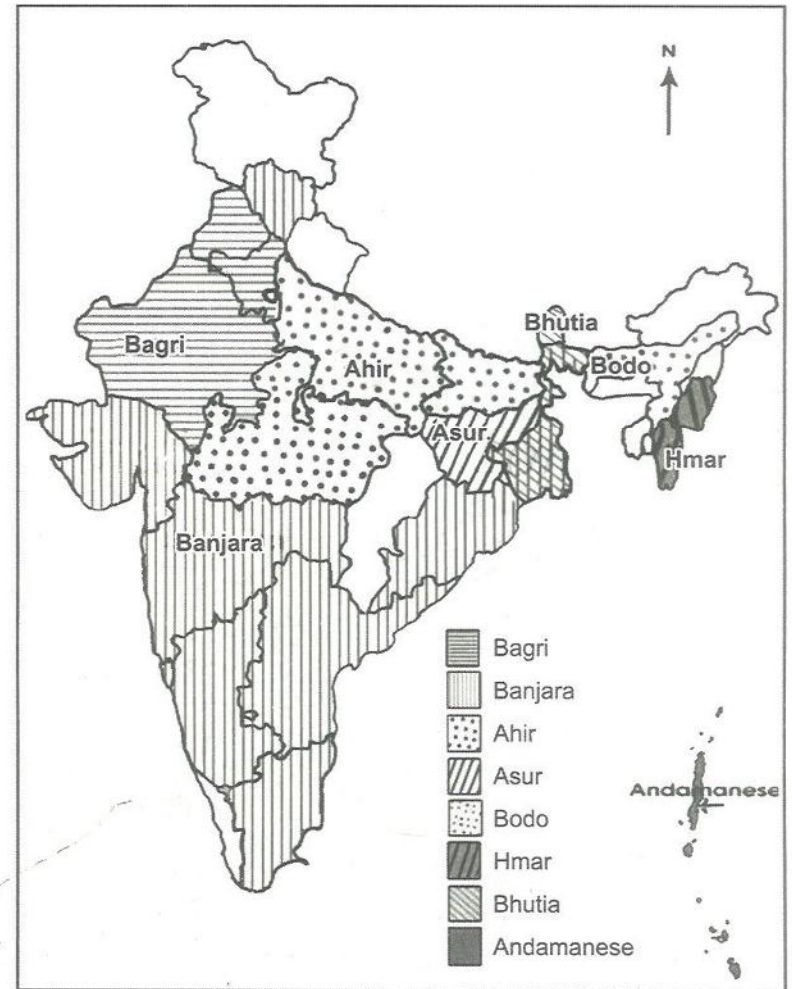 N
Bhutia
Bagri
Ahir
Bodo
Asur
Hmar
Banjara
Bagri
Banjara
Ahir
Asur
Bodo
Hmar
Bhutia
Andamanese
Andamanese